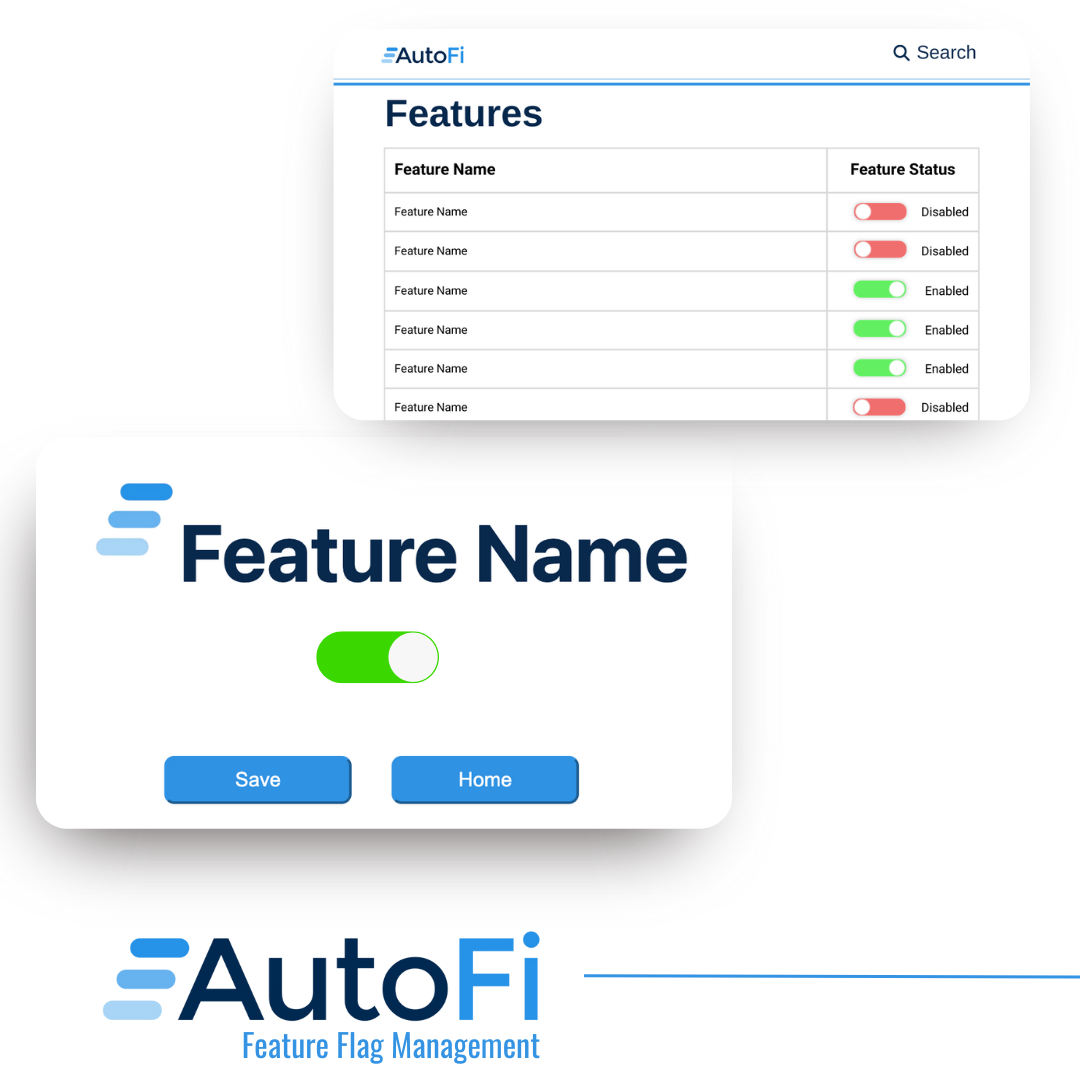 AutoFi
Search
Features
Feature Name Feature Status
Feature Name Disabled
Feature Name Disabled
Feature Name Enabled
Feature Name Enabled
Feature Name Enabled
Feature Name Disabled
Feature Name
Save Home
AutoFi
Feature Flag Management